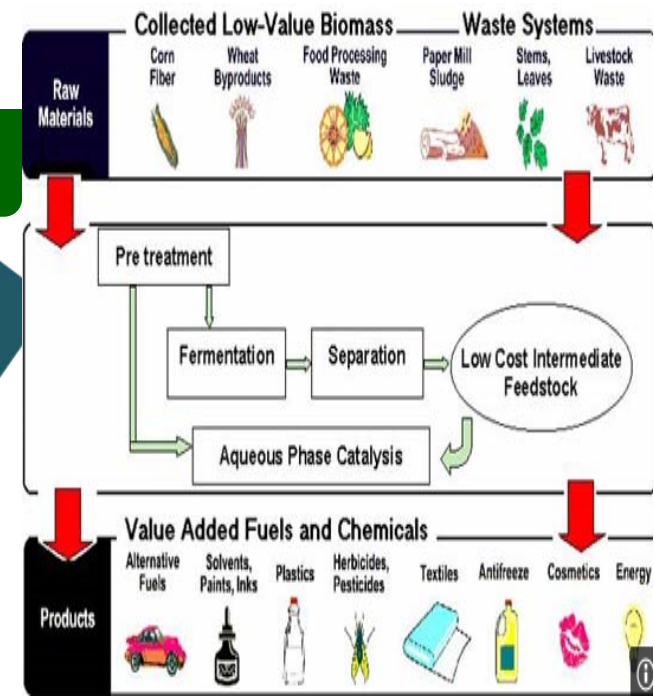 Collected Low-Value Biomass Waste Systems
Raw
Materials
Corn
Fiber
Wheat
Byproducts
Food Processing
Waste
Paper Mill
Sludge
Stems,
Leaves
Livestock
Waste
Pre treatment
Fermentation
Separation
Low Cost Intermediate
Feedstock
Aqueous Phase Catalysis
Value Added Fuels and Chemicals
Products
Alternative
Fuels
Solvents,
Paints, Inks
Plastics
Herbicides,
Pesticides
Textiles
Antifreeze
Cosmetics
Energy